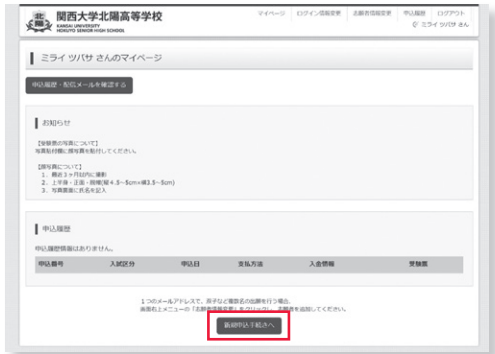 北陽
関西大学北陽高等学校
KANSAI UNIVERSITY
HOKUYO SENIOR HIGH SCHOOL
マイページ ログイン情報変更 志願者情報変更 申込履歴 ログアウト
ミライ ツバサ さん
ミライ ツバサ さんのマイページ
申込履歴・配信メールを確認する
お知らせ
【受験票の写真について】
写真貼付欄に顔写真を貼付してください。
【顔写真について】
1. 最近3ヶ月以内に撮影
2. 上半身・正面・脱帽(縦4.5~5cm×横3.5~5cm)
3. 写真裏面に氏名を記入
申込履歴
申込履歴情報はありません。
申込番号 入試区分 申込日 支払方法 入金情報 受験票
1つのメールアドレスで、双子など複数名の出願を行う場合、
画面右上メニューの「志願者情報変更」をクリックし、志願者を追加してください。
新規申込手続きへ